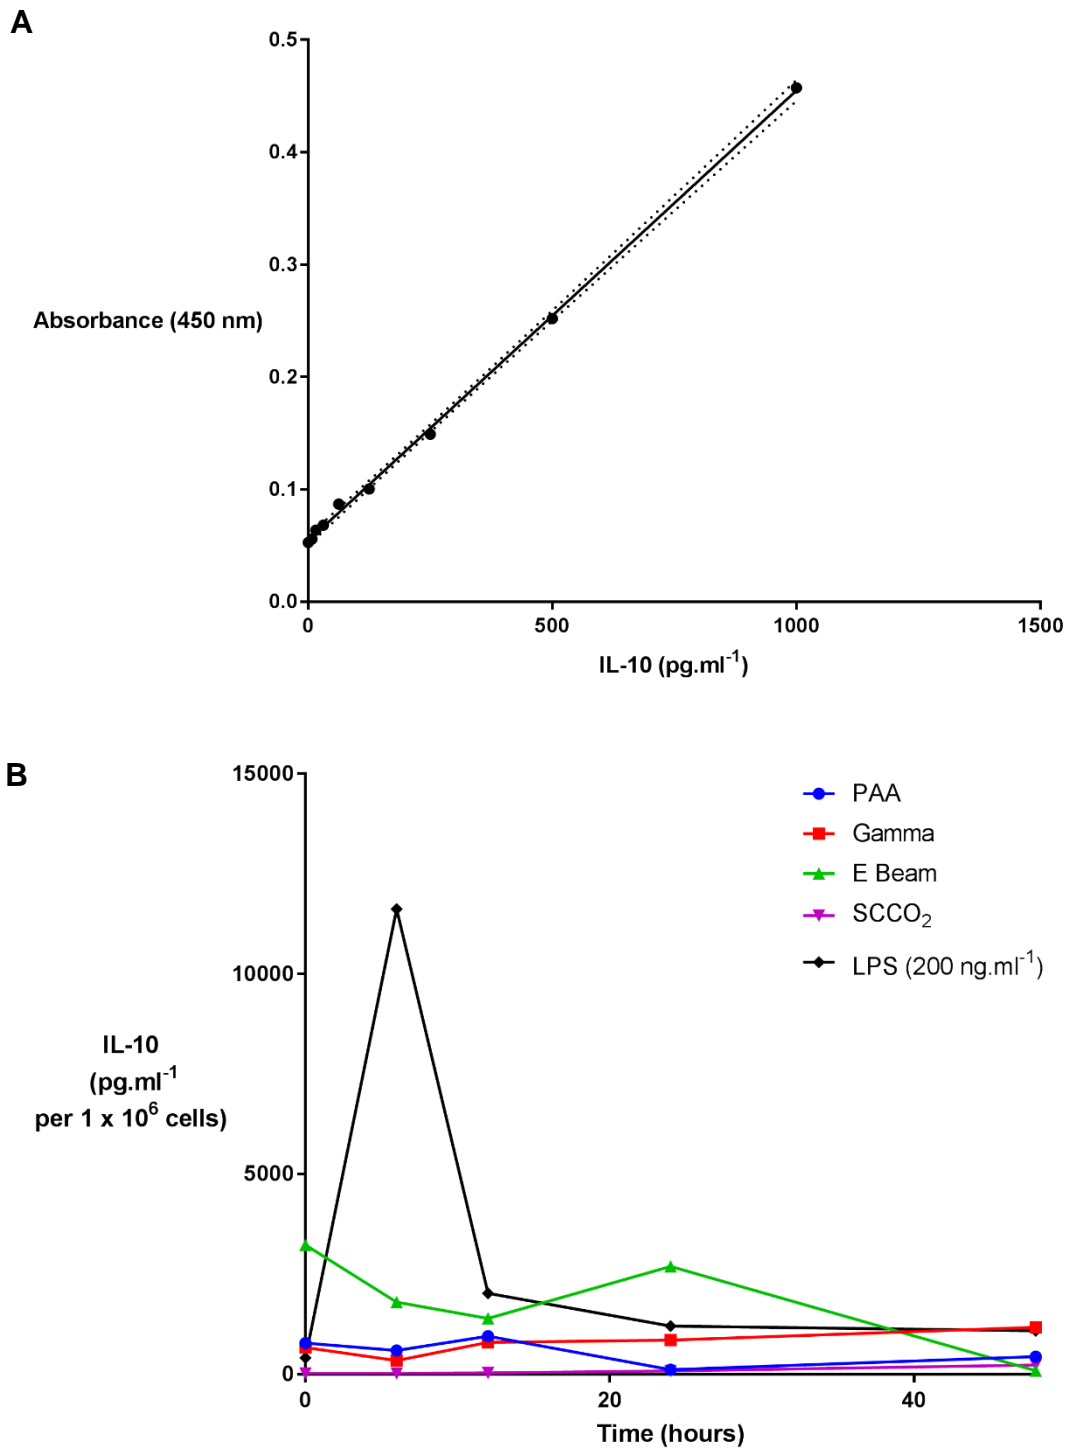 A
0.5
0.4
0.3
Absorbance (450 nm)
0.2
0.1
0.0
0 500 1000 1500
IL-10 (pg.ml⁻¹)
B
15000
PAA
Gamma
E Beam
SCCO₂
LPS (200 ng.ml⁻¹)
10000
IL-10
(pg.ml⁻¹
per 1 x 10⁶ cells)
5000
0
0 20 40
Time (hours)